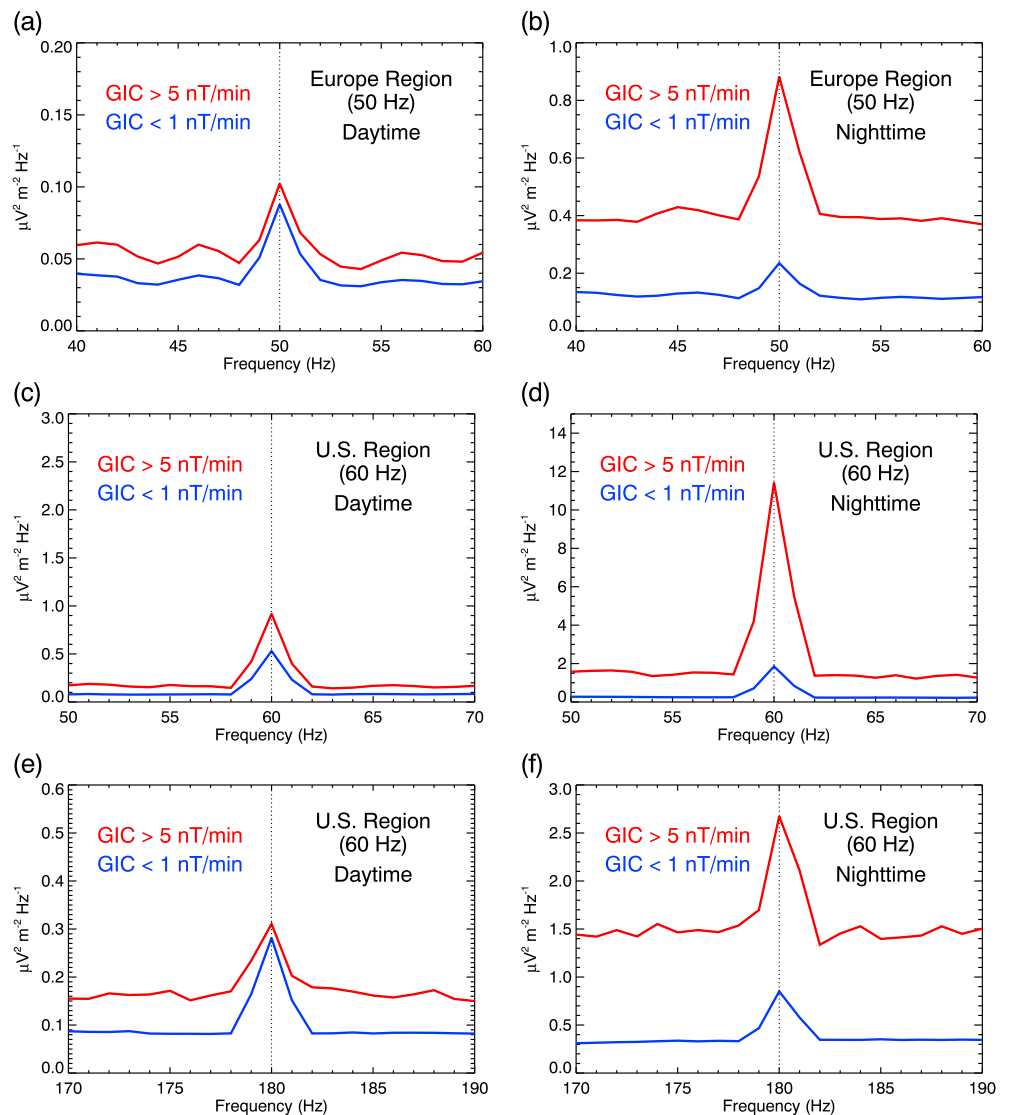 (a)
0.20
0.15
0.10
0.05
0.00
μV² m⁻² Hz⁻¹
GIC > 5 nT/min
GIC < 1 nT/min
Europe Region
(50 Hz)
Daytime
40 45 50 55 60
Frequency (Hz)
(b)
1.0
0.8
0.6
0.4
0.2
0.0
μV² m⁻² Hz⁻¹
GIC > 5 nT/min
GIC < 1 nT/min
Europe Region
(50 Hz)
Nighttime
40 45 50 55 60
Frequency (Hz)
(c)
3.0
2.5
2.0
1.5
1.0
0.5
0.0
μV² m⁻² Hz⁻¹
GIC > 5 nT/min
GIC < 1 nT/min
U.S. Region
(60 Hz)
Daytime
50 55 60 65 70
Frequency (Hz)
(d)
14
12
10
8
6
4
2
0
μV² m⁻² Hz⁻¹
GIC > 5 nT/min
GIC < 1 nT/min
U.S. Region
(60 Hz)
Nighttime
50 55 60 65 70
Frequency (Hz)
(e)
0.6
0.5
0.4
0.3
0.2
0.1
0.0
μV² m⁻² Hz⁻¹
GIC > 5 nT/min
GIC < 1 nT/min
U.S. Region
(60 Hz)
Daytime
170 175 180 185 190
Frequency (Hz)
(f)
3.0
2.5
2.0
1.5
1.0
0.5
0.0
μV² m⁻² Hz⁻¹
GIC > 5 nT/min
GIC < 1 nT/min
U.S. Region
(60 Hz)
Nighttime
170 175 180 185 190
Frequency (Hz)